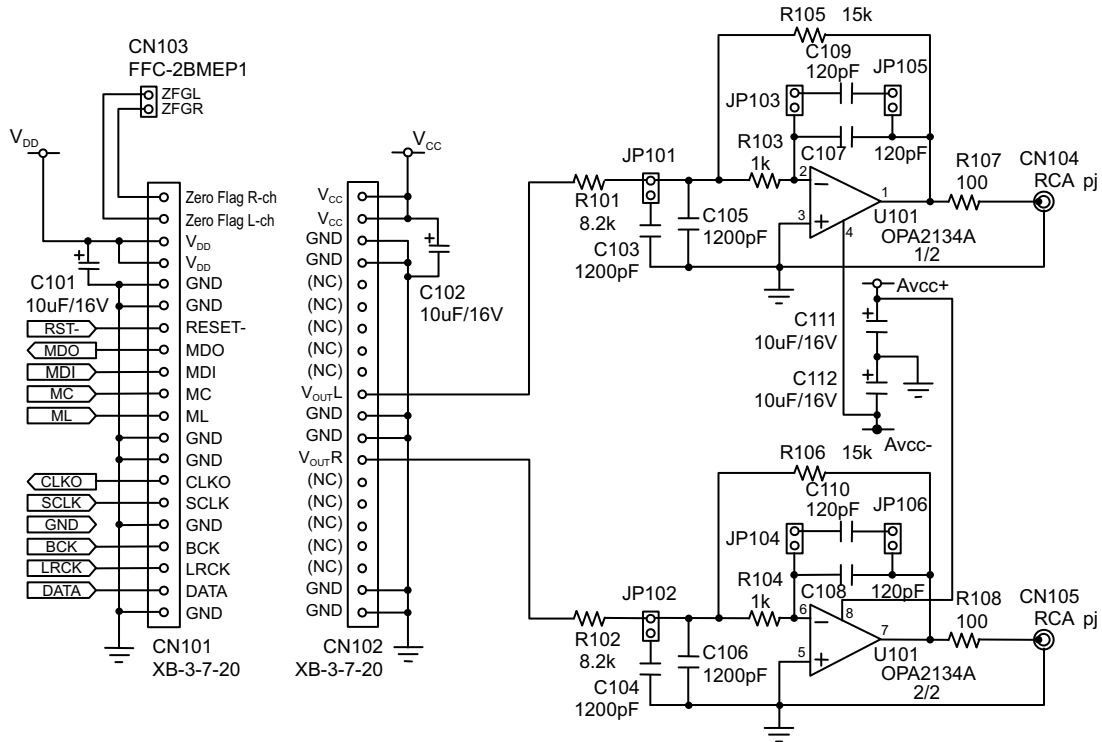 CN103
FFC-2BMEP1
ZFGL
ZFGR
VDD
Zero Flag R-ch
Zero Flag L-ch
VDD
VDD
GND
GND
RESET-
MDO
MDI
MC
ML
GND
GND
CLKO
SCLK
GND
BCK
LRCK
DATA
GND
C101
10uF/16V
RST-
MDO
MDI
MC
ML
CLKO
SCLK
GND
BCK
LRCK
DATA
CN101
XB-3-7-20
VCC
VCC
VCC
GND
GND
(NC)
(NC)
(NC)
(NC)
(NC)
VOUTL
GND
GND
VOUTR
(NC)
(NC)
(NC)
(NC)
(NC)
GND
GND
C102
10uF/16V
CN102
XB-3-7-20
R105 15k
C109
120pF
JP105
JP103
R103
1k
C107
120pF
JP101
R101
8.2k
C103
1200pF
C105
1200pF
2
3
1
4
U101
OPA2134A
1/2
R107
100
CN104
RCA pj
Avcc+
C111
10uF/16V
C112
10uF/16V
Avcc-
R106 15k
C110
120pF
JP106
JP104
R104
1k
C108
120pF
JP102
R102
8.2k
C104
1200pF
C106
1200pF
6
5
8
7
U101
OPA2134A
2/2
R108
100
CN105
RCA pj